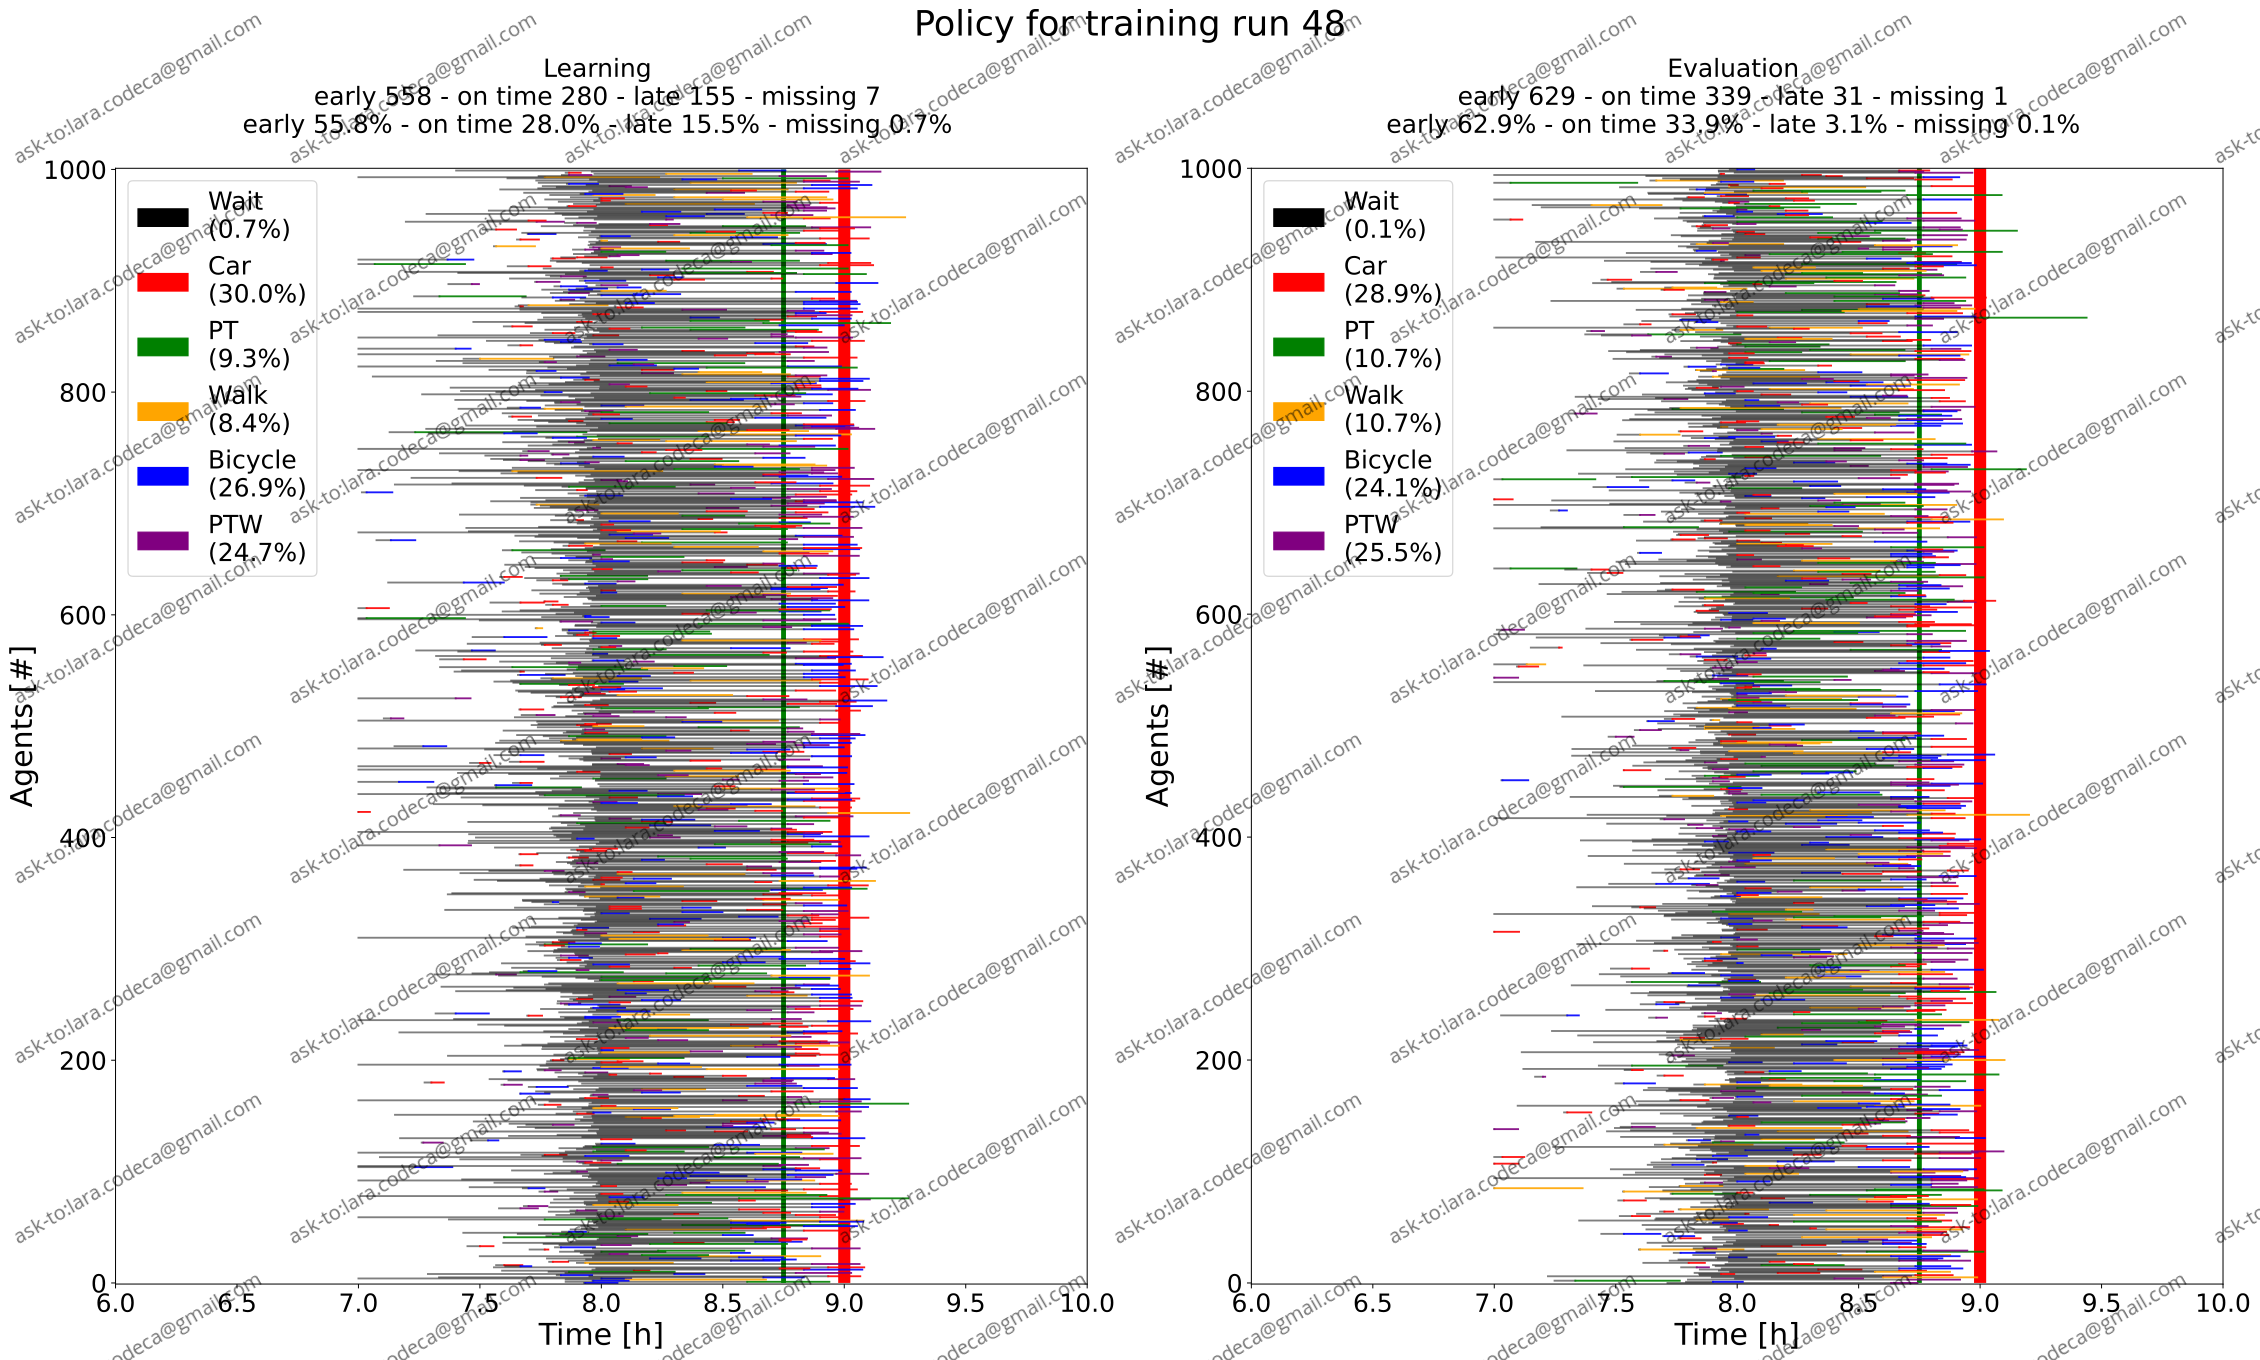 Policy for training run 48
Learning
early 558 - on time 280 - late 155 - missing 7
early 55.8% - on time 28.0% - late 15.5% - missing 0.7%
Agents [#]
1000
800
600
400
200
0
Wait
(0.7%)
Car
(30.0%)
PT
(9.3%)
Walk
(8.4%)
Bicycle
(26.9%)
PTW
(24.7%)
6.0 6.5 7.0 7.5 8.0 8.5 9.0 9.5 10.0
Time [h]
Evaluation
early 629 - on time 339 - late 31 - missing 1
early 62.9% - on time 33.9% - late 3.1% - missing 0.1%
Agents [#]
1000
800
600
400
200
0
Wait
(0.1%)
Car
(28.9%)
PT
(10.7%)
Walk
(10.7%)
Bicycle
(24.1%)
PTW
(25.5%)
6.0 6.5 7.0 7.5 8.0 8.5 9.0 9.5 10.0
Time [h]
ask-to:lara.codeca@gmail.com